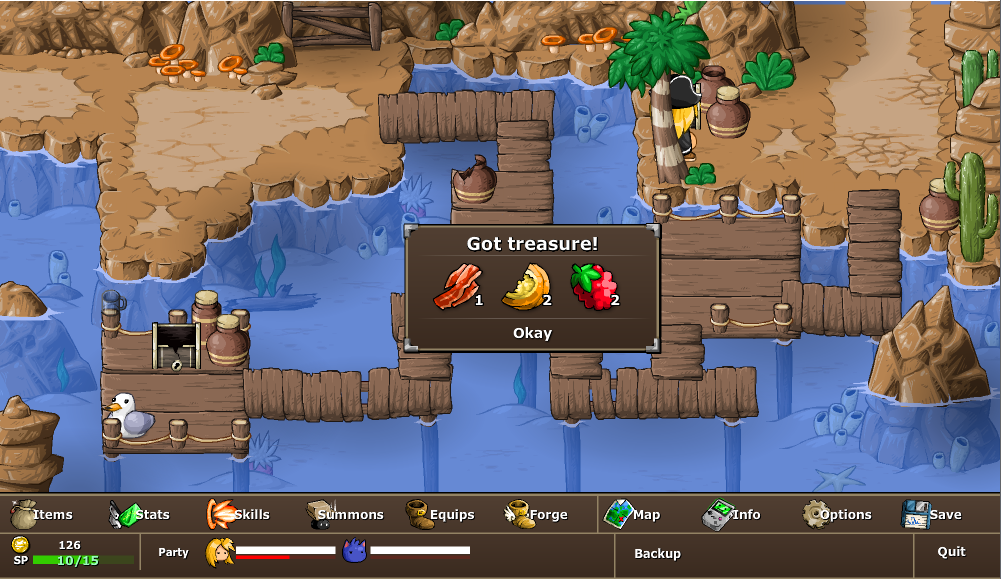 Got treasure!
1 2 2
Okay
Items Stats Skills Summons Equips Forge Map Info Options Save
126
SP 10/15
Party
Backup
Quit